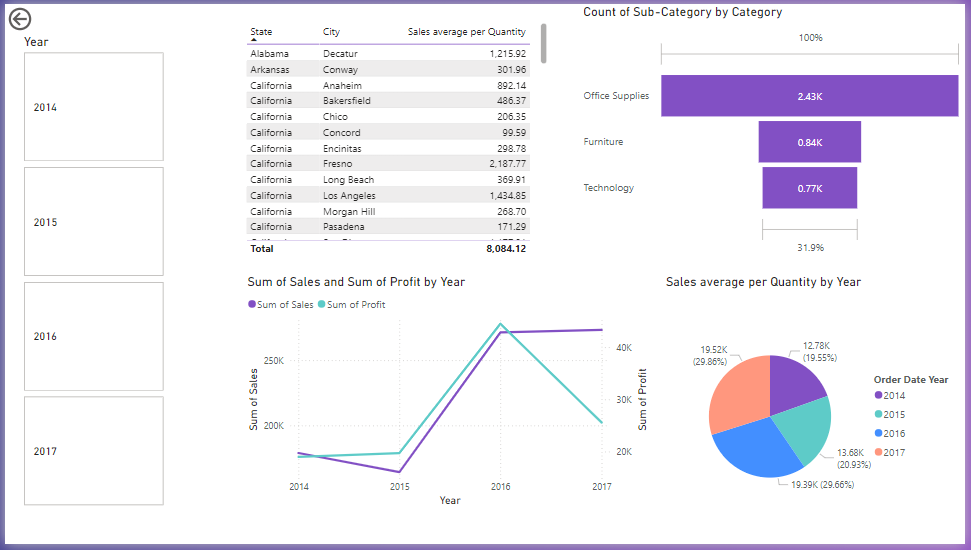 Year
2014
2015
2016
2017
State City Sales average per Quantity
Alabama Decatur 1,215.92
Arkansas Conway 301.96
California Anaheim 892.14
California Bakersfield 486.37
California Chico 206.35
California Concord 99.59
California Encinitas 298.78
California Fresno 2,187.77
California Long Beach 369.91
California Los Angeles 1,434.85
California Morgan Hill 268.70
California Pasadena 171.29
Total 8,084.12
Count of Sub-Category by Category
100%
Office Supplies 2.43K
Furniture 0.84K
Technology 0.77K
31.9%
Sum of Sales and Sum of Profit by Year
Sum of Sales Sum of Profit
Sum of Sales
250K
200K
40K
30K
20K
Sum of Profit
2014 2015 2016 2017
Year
Sales average per Quantity by Year
12.78K
(19.55%)
13.68K
(20.93%)
19.39K (29.66%)
19.52K
(29.86%)
Order Date Year
2014
2015
2016
2017